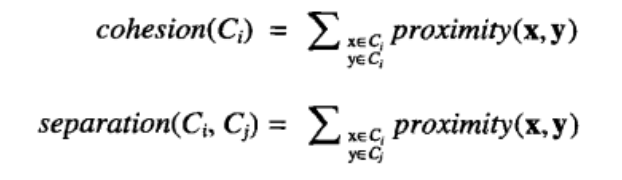 cohesion(Cᵢ) = ∑ x∈Cᵢ y∈Cᵢ proximity(x,y)
separation(Cᵢ, Cⱼ) = ∑ x∈Cᵢ y∈Cⱼ proximity(x,y)